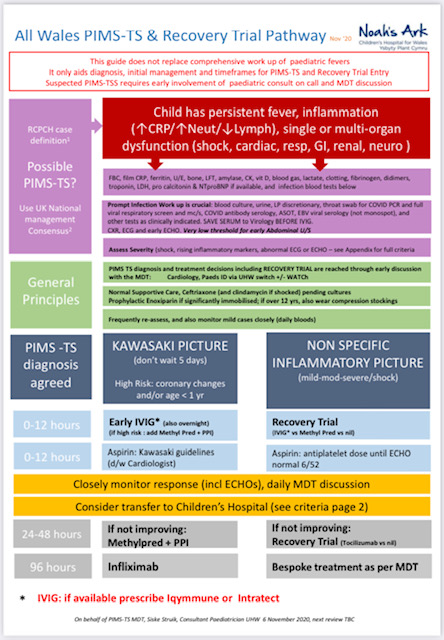 All Wales PIMS-TS & Recovery Trial Pathway Nov '20
Noah's Ark
Children's Hospital for Wales
Ysbyty Plant Cymru
This guide does not replace comprehensive work up of paediatric fevers
It only aids diagnosis, initial management and timeframes for PIMS-TS and Recovery Trial Entry
Suspected PIMS-TSS requires early involvement of paediatric consult on call and MDT discussion
RCPCH case
definition¹
Possible
PIMS-TS?
Use UK National
management
Consensus²
Child has persistent fever, inflammation
(↑CRP/↑Neut/↓Lymph), single or multi-organ
dysfunction (shock, cardiac, resp, GI, renal, neuro )
FBC, film CRP, ferritin, U/E, bone, LFT, amylase, CK, vit D, blood gas, lactate, clotting, fibrinogen, didimers,
troponin, LDH, pro calcitonin & NTproBNP if available, and infection blood tests below
Prompt Infection Work up is crucial: blood culture, urine, LP discretionary, throat swab for COVID PCR and full
viral respiratory screen and mc/s, COVID antibody serology, ASOT, EBV viral serology (not monospot), and
other tests as clinically indicated. SAVE SERUM to Virology BEFORE IVIG.
CXR, ECG and early ECHO. Very low threshold for early Abdominal U/S
Assess Severity (shock, rising inflammatory markers, abnormal ECG or ECHO – see Appendix for full criteria
General
Principles
PIMS TS diagnosis and treatment decisions including RECOVERY TRIAL are reached through early discussion
with the MDT: Cardiology, Paeds ID via UHW switch +/- WATCh
Normal Supportive Care, Ceftriaxone (and clindamycin if shocked) pending cultures
Prophylactic Enoxiparin if significantly immobilised; if over 12 yrs, also wear compression stockings
Frequently re-assess, and also monitor mild cases closely (daily bloods)
PIMS -TS
diagnosis
agreed
KAWASAKI PICTURE
(don't wait 5 days)
High Risk: coronary changes
and/or age < 1 yr
NON SPECIFIC
INFLAMMATORY PICTURE
(mild-mod-severe/shock)
0-12 hours
Early IVIG* (also overnight)
(if high risk : add Methyl Pred + PPI)
Recovery Trial
(IVIG* vs Methyl Pred vs nil)
0-12 hours
Aspirin: Kawasaki guidelines
(d/w Cardiologist)
Aspirin: antiplatelet dose until ECHO
normal 6/52
Closely monitor response (incl ECHOs), daily MDT discussion
Consider transfer to Children's Hospital (see criteria page 2)
24-48 hours
If not improving:
Methylpred + PPI
If not improving:
Recovery Trial (Tocilizumab vs nil)
96 hours
Infliximab
Bespoke treatment as per MDT
* IVIG: if available prescribe Iqymmune or Intratect
On behalf of PIMS-TS MDT, Siske Struik, Consultant Paediatrician UHW 6 November 2020, next review TBC